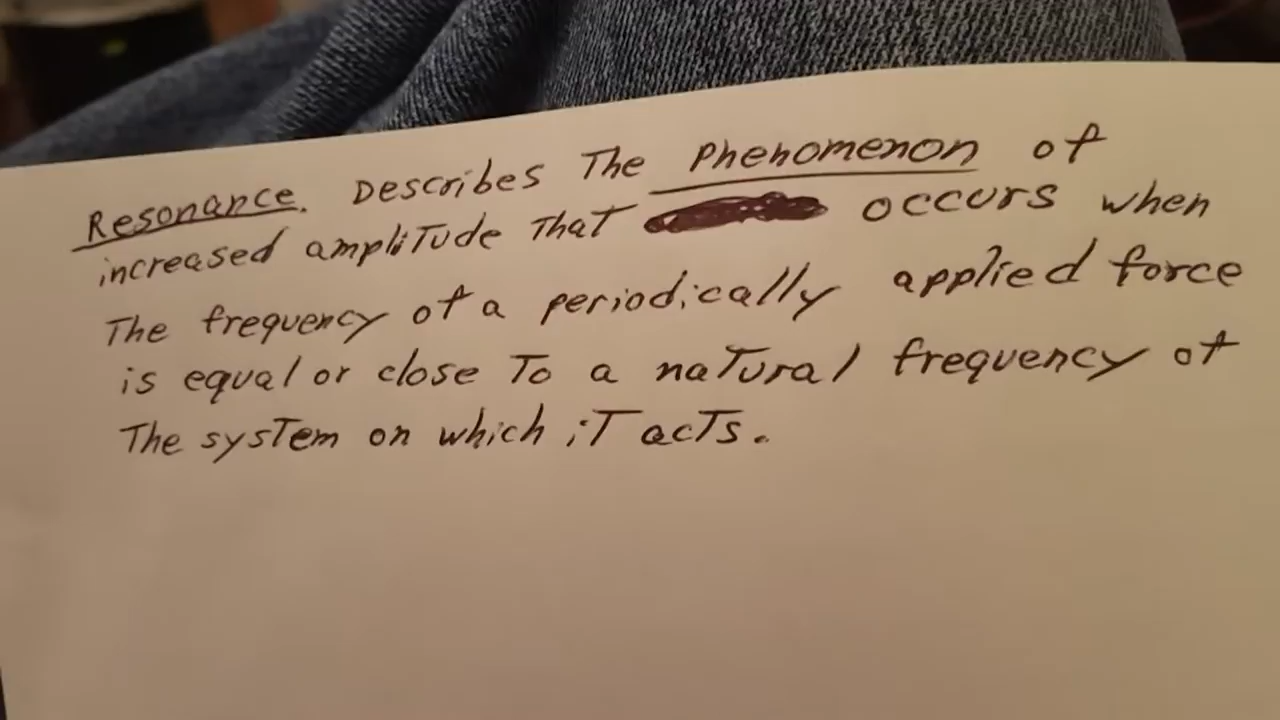 Resonance. Describes The Phenomenon of
increased amplitude That occurs when
The frequency of a periodically applied force
is equal or close To a natural frequency of
The system on which iT acTs.